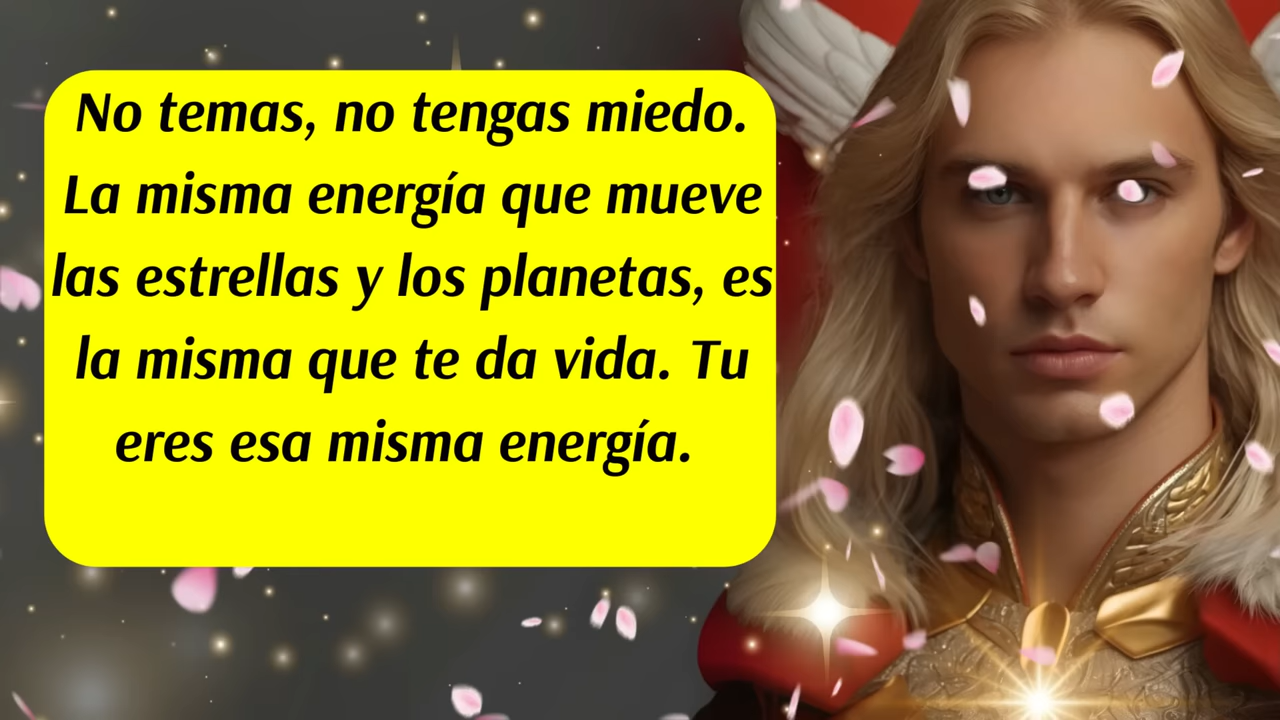 No temas, no tengas miedo.
La misma energía que mueve
las estrellas y los planetas, es
la misma que te da vida. Tu
eres esa misma energía.